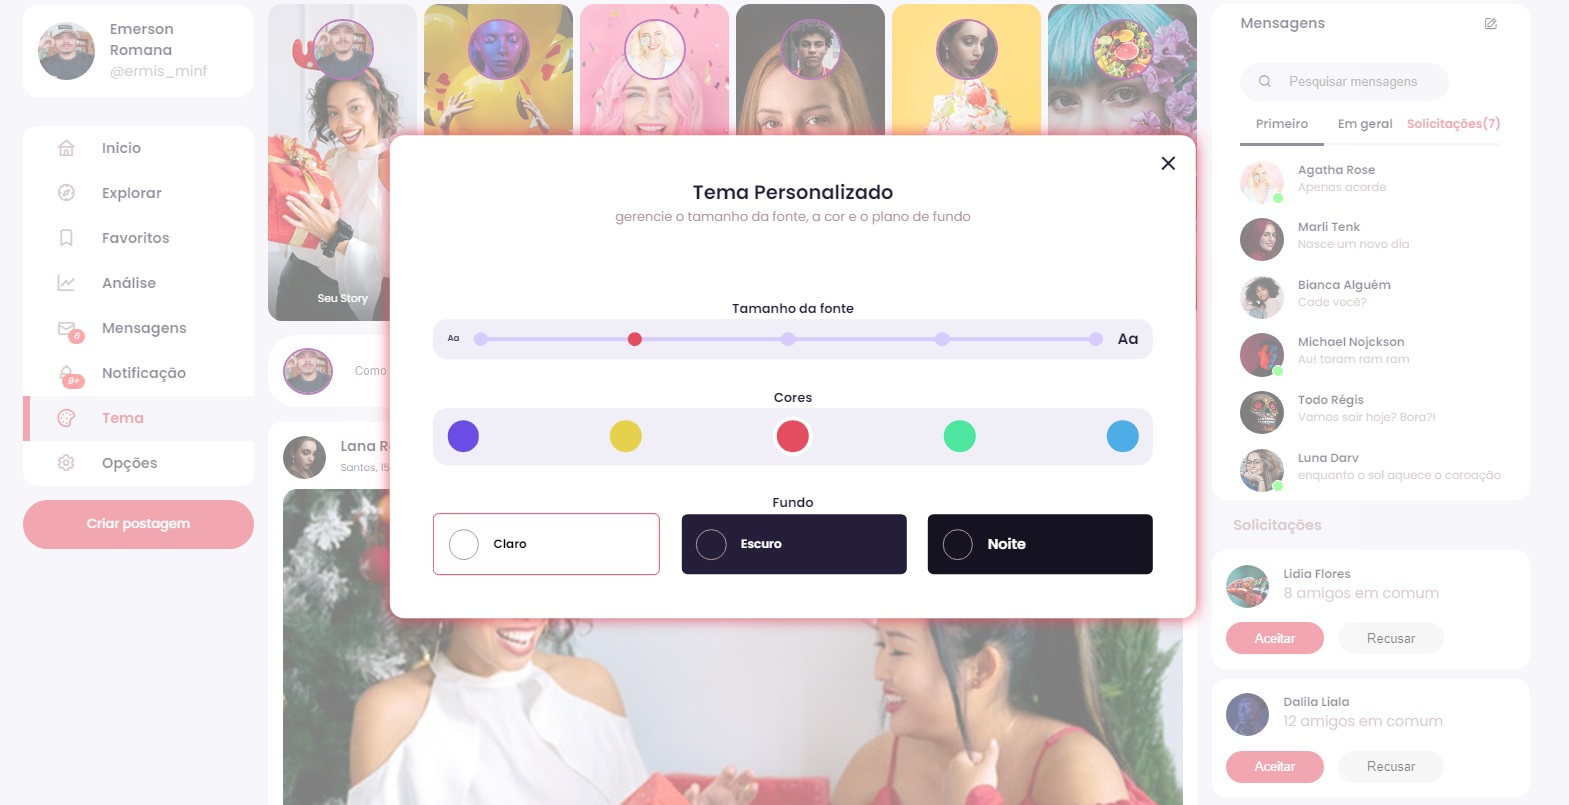 Emerson
Romana
@ermis_minf
Inicio
Explorar
Favoritos
Análise
Mensagens
6
Notificação
9+
Tema
Opções
Criar postagem
Seu Story
Como
Lana R
Santos, 15
Tema Personalizado
gerencie o tamanho da fonte, a cor e o plano de fundo
Tamanho da fonte
Aa
Aa
Cores
Fundo
Claro
Escuro
Noite
Mensagens
Pesquisar mensagens
Primeiro
Em geral
Solicitações(7)
Agatha Rose
Apenas acorde
Marli Tenk
Nasce um novo dia
Bianca Alguém
Cade você?
Michael Nojckson
Au! taram ram ram
Todo Régis
Vamos sair hoje? Bora?!
Luna Darv
enquanto o sol aquece o coroação
Solicitações
Lidia Flores
8 amigos em comum
Aceitar
Recusar
Dalila Liala
12 amigos em comum
Aceitar
Recusar